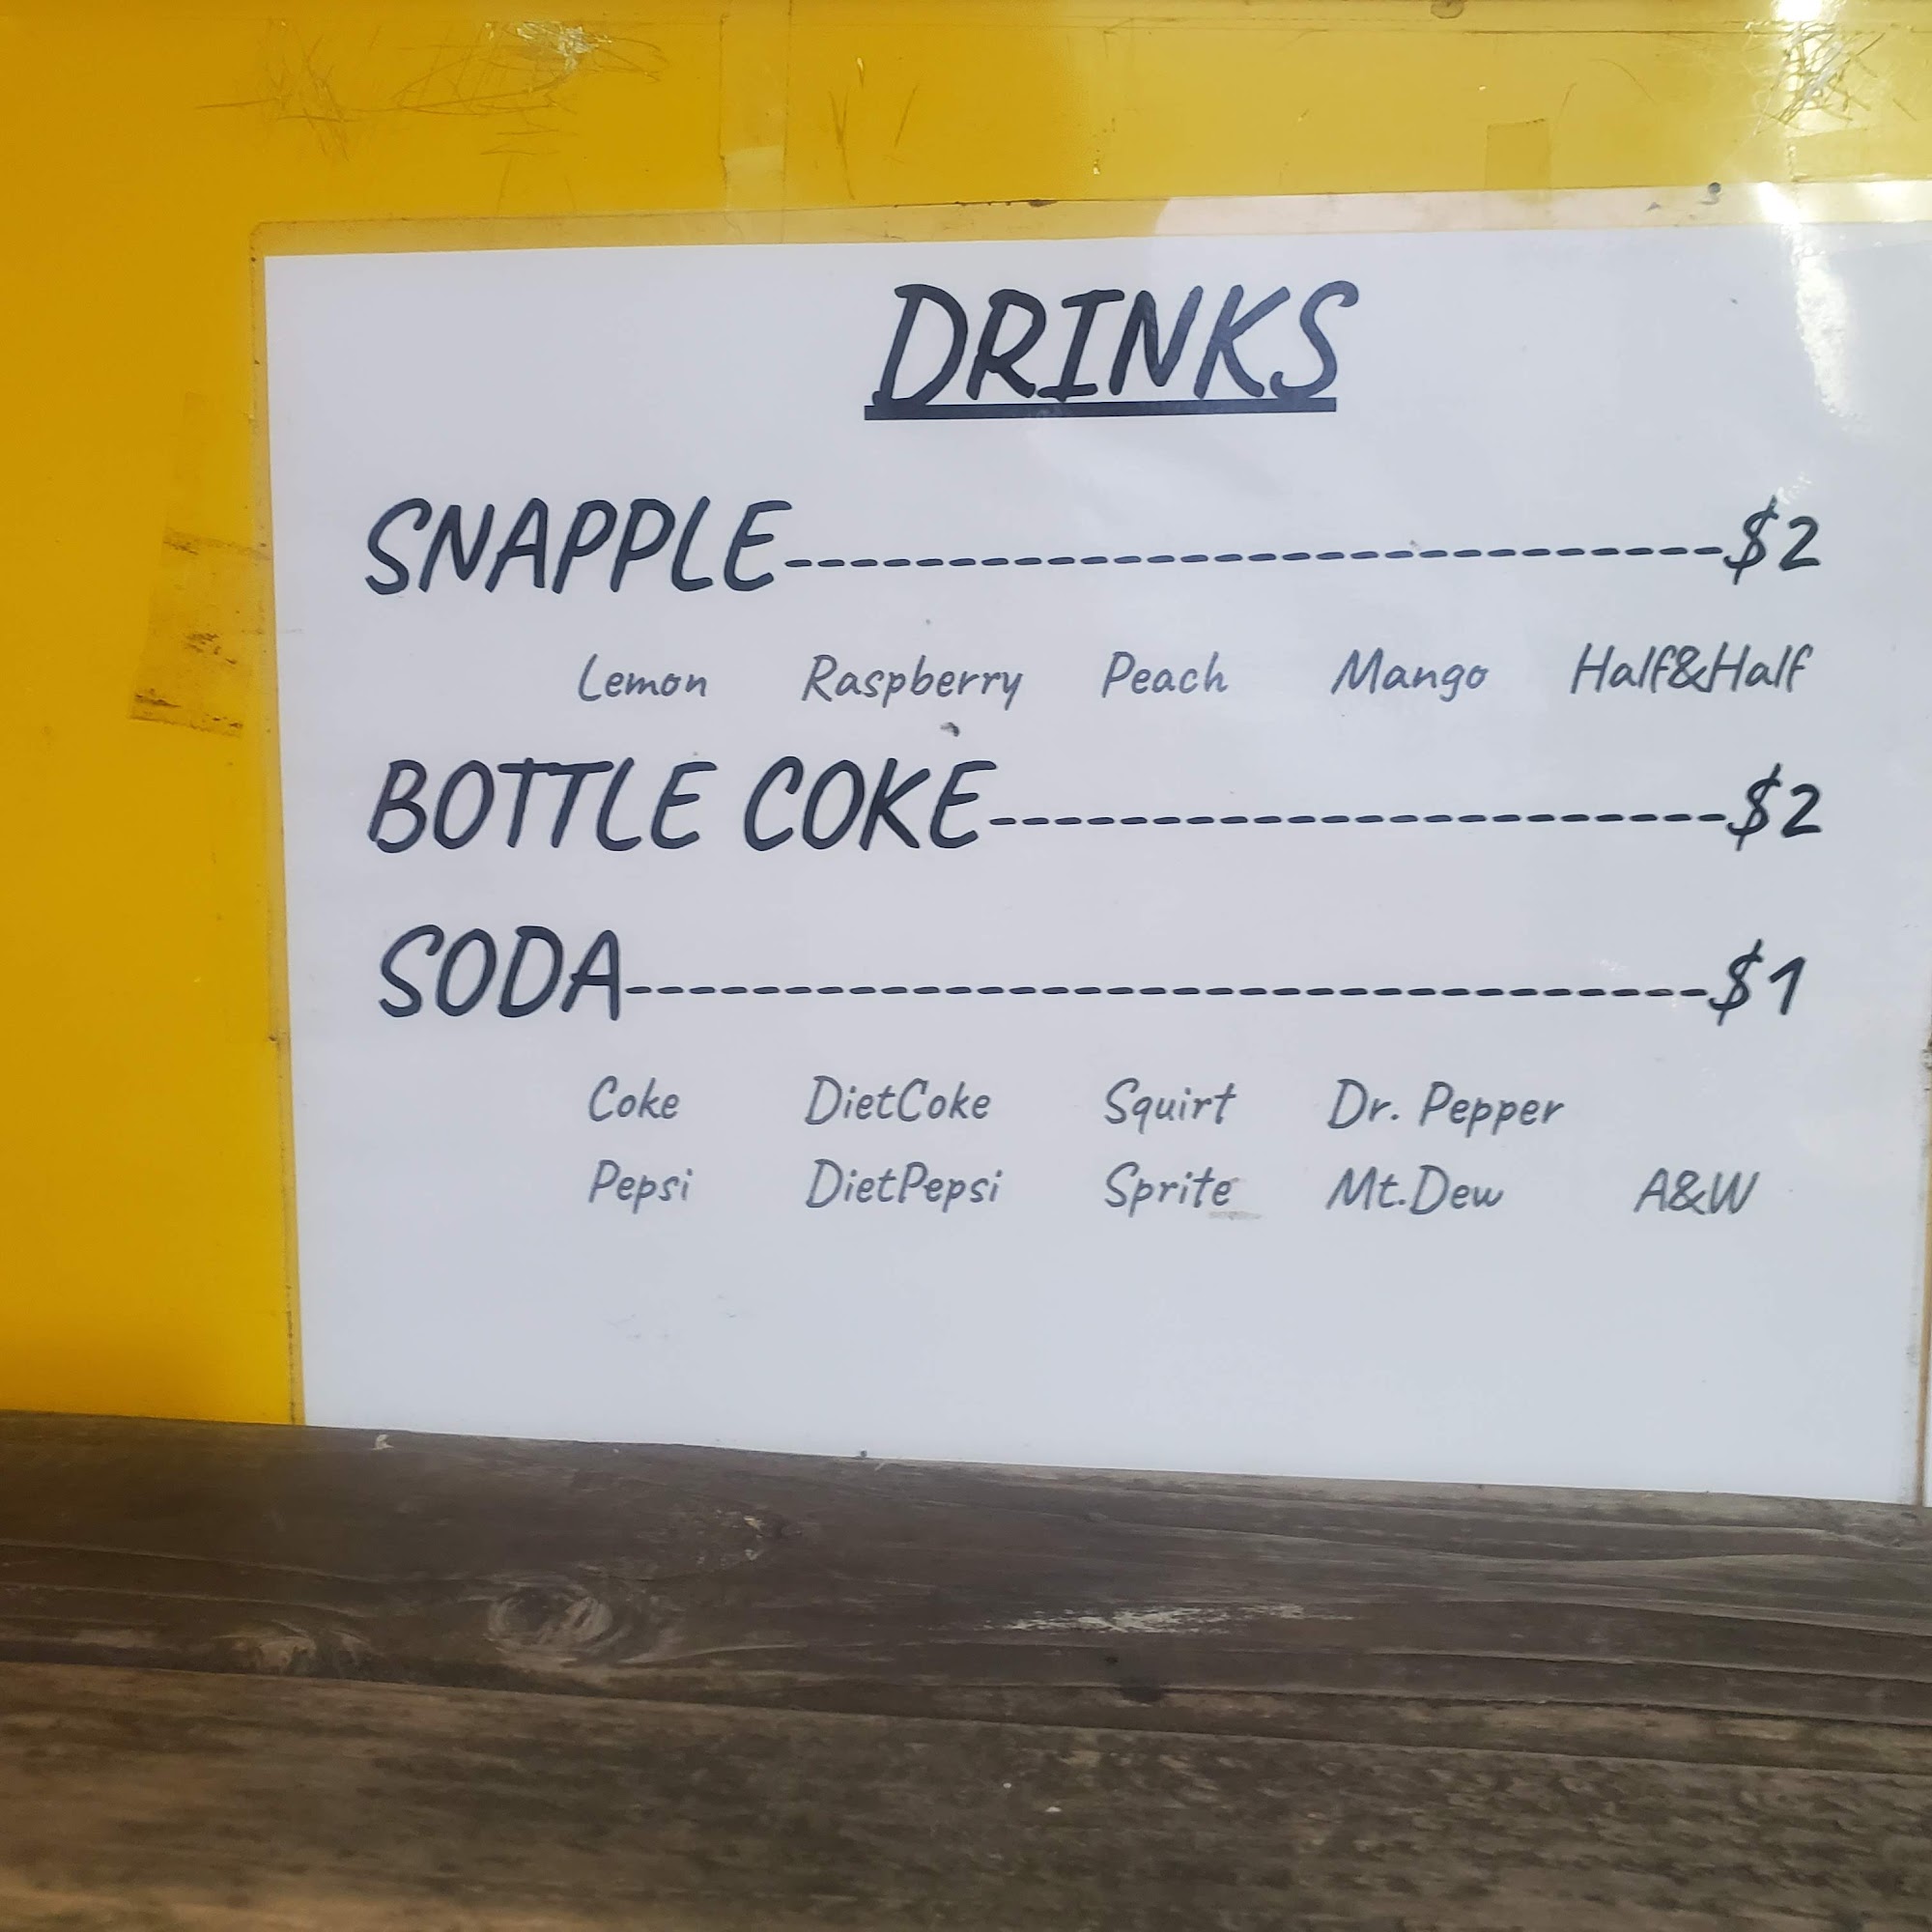 DRINKS
SNAPPLE-----------------------------$2
Lemon Raspberry Peach Mango Half&Half
BOTTLE COKE-----------------------$2
SODA----------------------------------$1
Coke DietCoke Squirt Dr. Pepper
Pepsi DietPepsi Sprite Mt.Dew A&W